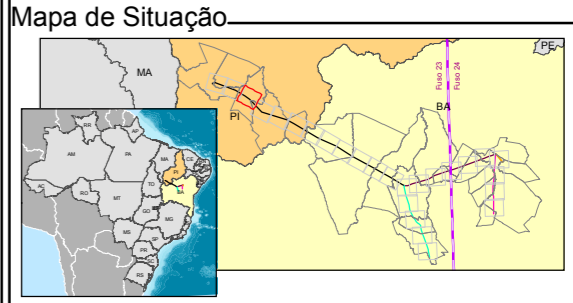 Mapa de Situação
PE
MA
Fuso 23
Fuso 24
BA
PI
RR
AP
AM
PA
MA
CE
PI
AC
RO
TO
BA
MT
GO
MG
MS
SP
PR
SC
RS